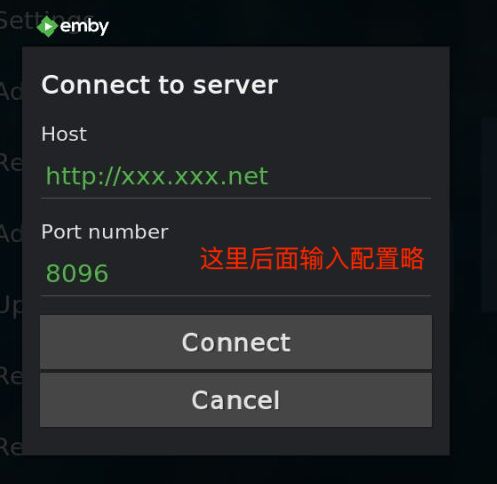 Settings
emby
Connect to server
Host
http://xxx.xxx.net
Port number
这里后面输入配置略
8096
Connect
Cancel
Ad
Re
Ad
Up
Re
Re